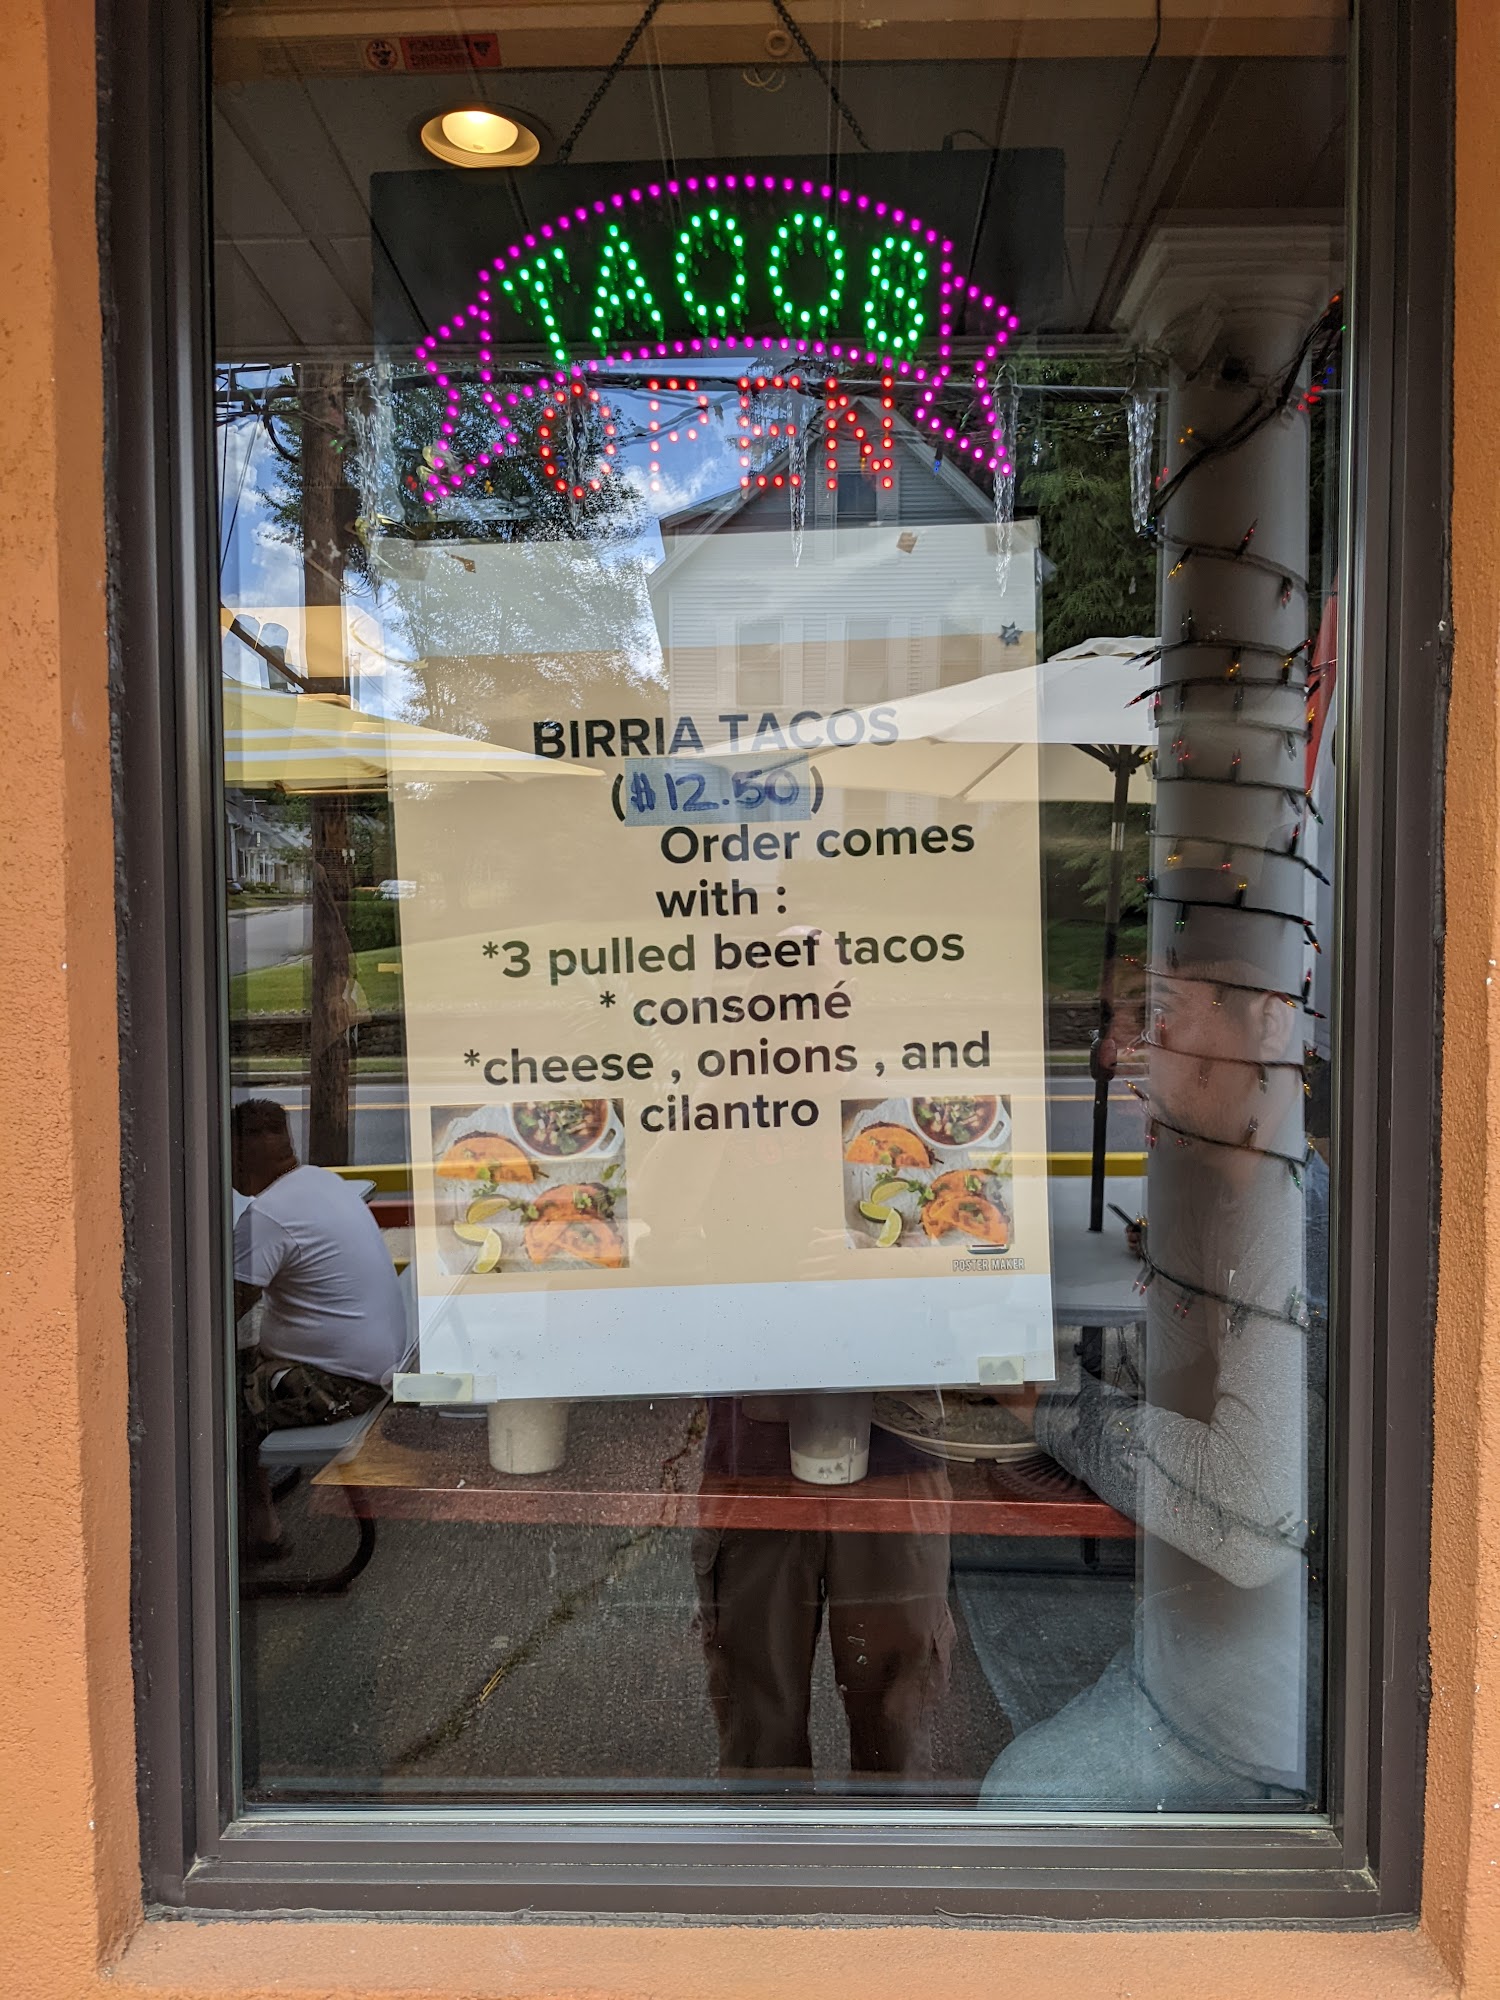 WARNING
TACOS
OPEN
BIRRIA TACOS
($12.50)
Order comes
with :
*3 pulled beef tacos
* consomé
*cheese , onions , and
cilantro
POSTER MAKER